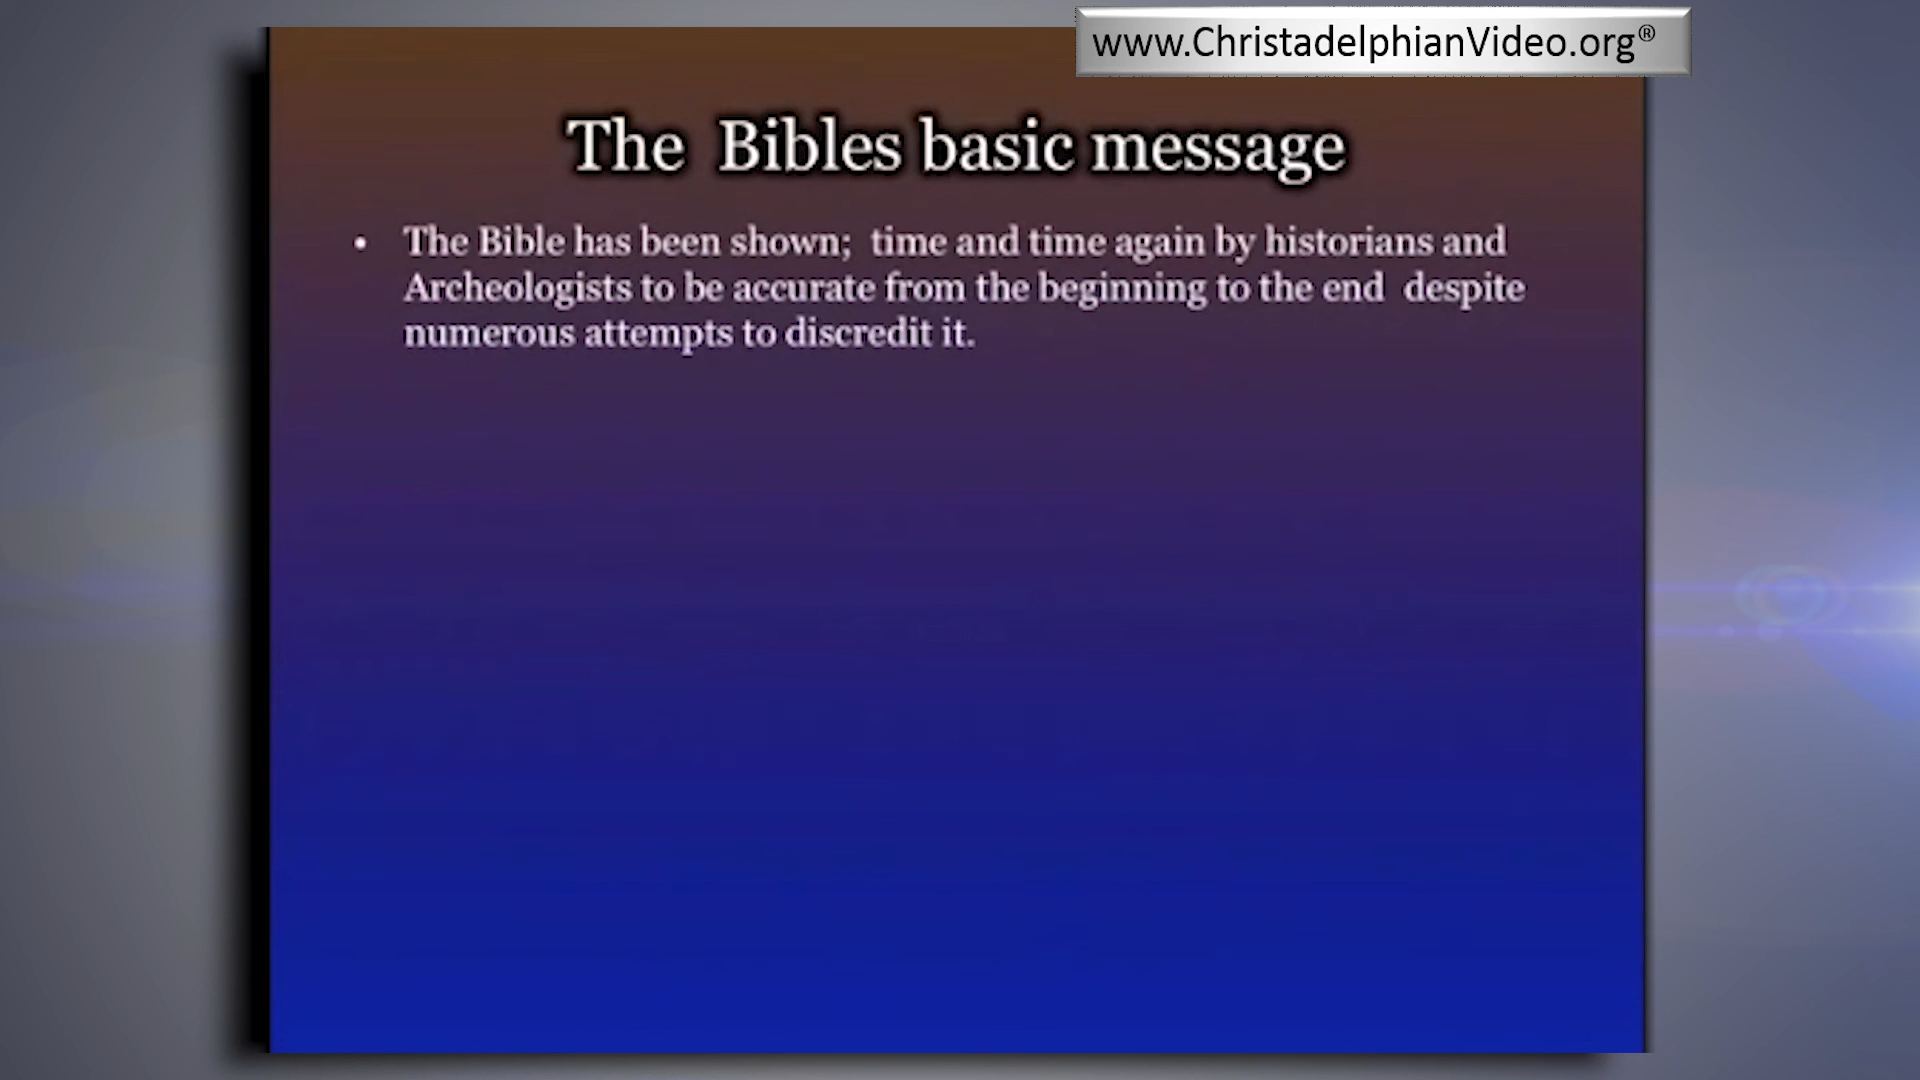 www.ChristadelphianVideo.org®
The  Bibles basic message
• The Bible has been shown;  time and time again by historians and
Archeologists to be accurate from the beginning to the end  despite
numerous attempts to discredit it.